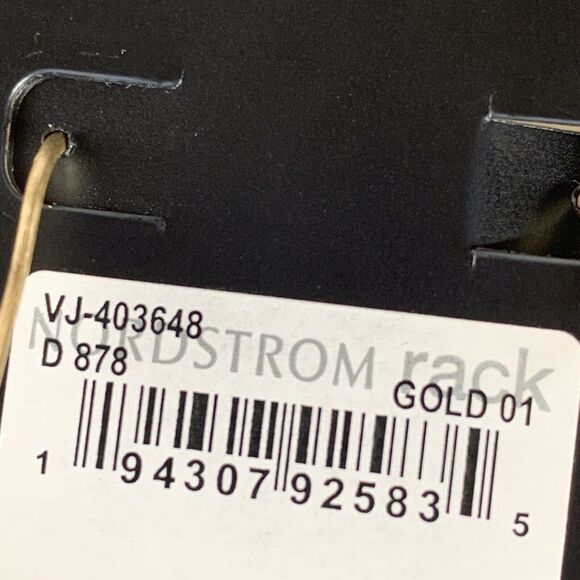 VJ-403648
NORDSTROM rack
D 878
GOLD 01
1 94307 92583 5